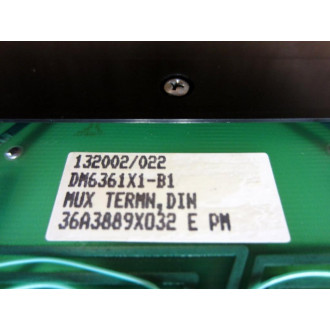 132002/022
DM6361X1-B1
MUX TERMN,DIN
36A3889X032 E PM